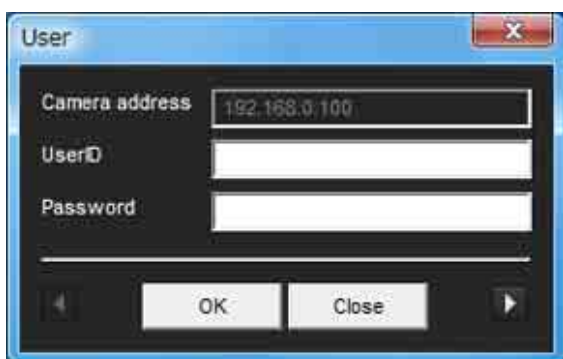 User
Camera address 192.168.0.100
UserID
Password
OK Close